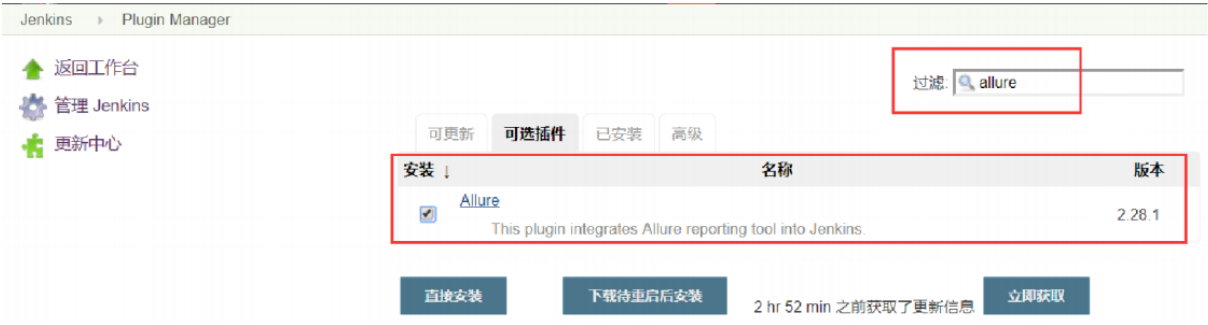 Jenkins Plugin Manager
返回工作台
管理 Jenkins
更新中心
过滤: allure
可更新 可选插件 已安装 高级
安装 ↓ 名称 版本
Allure
This plugin integrates Allure reporting tool into Jenkins.
2.28.1
直接安装 下载待重启后安装 2 hr 52 min 之前获取了更新信息 立即获取